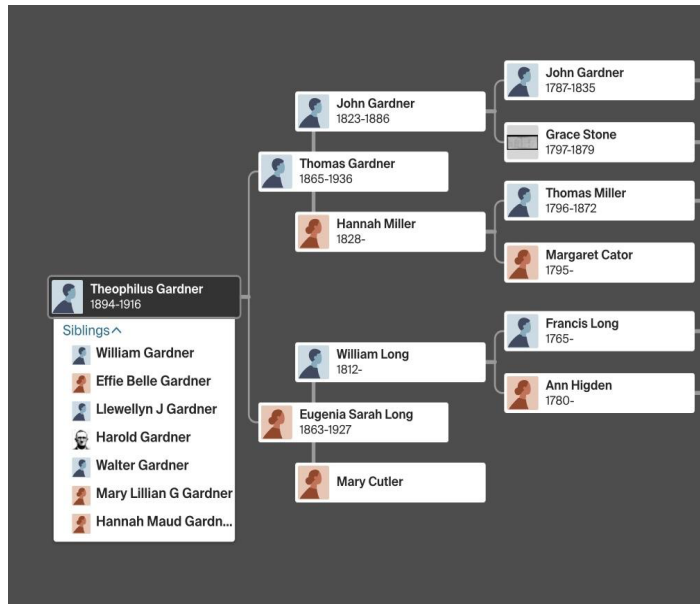 John Gardner
1787-1835
John Gardner
1823-1886
Grace Stone
1797-1879
Thomas Gardner
1865-1936
Thomas Miller
1796-1872
Hannah Miller
1828-
Margaret Cator
1795-
Theophilus Gardner
1894-1916
Siblings
William Gardner
Effie Belle Gardner
Llewellyn J Gardner
Harold Gardner
Walter Gardner
Mary Lillian G Gardner
Hannah Maud Gardn...
Francis Long
1765-
William Long
1812-
Ann Higden
1780-
Eugenia Sarah Long
1863-1927
Mary Cutler